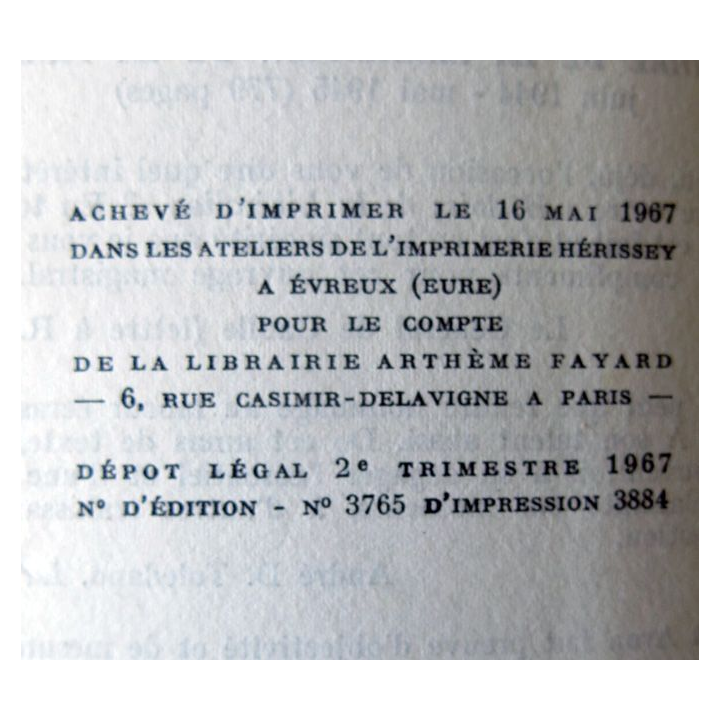 ACHEVÉ D'IMPRIMER LE 16 MAI 1967
DANS LES ATELIERS DE L'IMPRIMERIE HÉRISSEY
A ÉVREUX (EURE)
POUR LE COMPTE
DE LA LIBRAIRIE ARTHÈME FAYARD
— 6, RUE CASIMIR-DELAVIGNE A PARIS —
DÉPOT LÉGAL 2e TRIMESTRE 1967
No D'ÉDITION - No 3765 D'IMPRESSION 3884